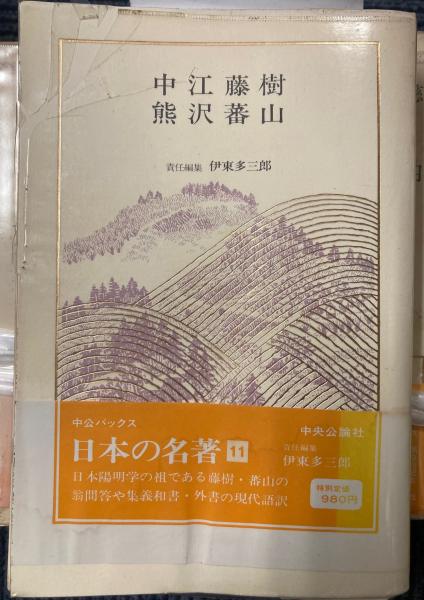 中江藤樹
熊沢蕃山
責任編集 伊東多三郎
中公バックス
日本の名著 11
日本陽明学の祖である藤樹・蕃山の
翁問答や集義和書・外書の現代語訳
中央公論社
責任編集
伊東多三郎
特別定価
980円